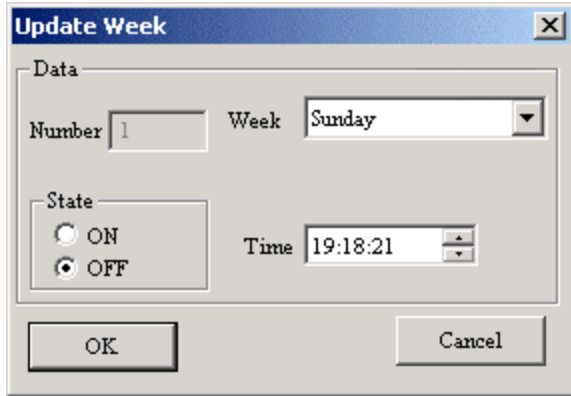 Update Week
Data
Number 1
Week Sunday
State
ON
OFF
Time 19:18:21
OK
Cancel